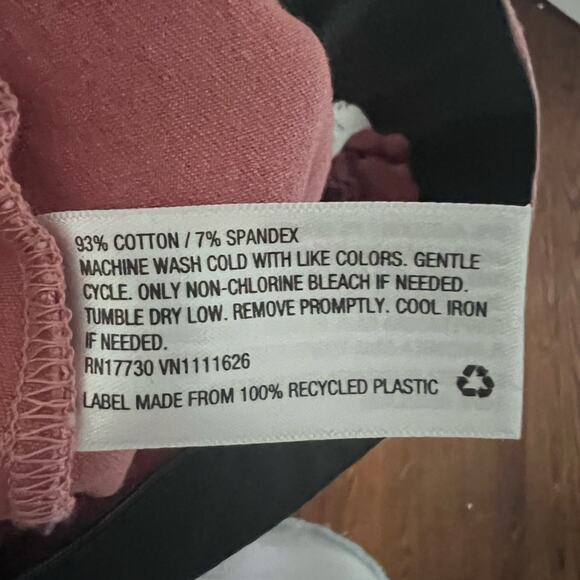 93% COTTON / 7% SPANDEX
MACHINE WASH COLD WITH LIKE COLORS. GENTLE
CYCLE. ONLY NON-CHLORINE BLEACH IF NEEDED.
TUMBLE DRY LOW. REMOVE PROMPTLY. COOL IRON
IF NEEDED.
RN17730 VN1111626
LABEL MADE FROM 100% RECYCLED PLASTIC